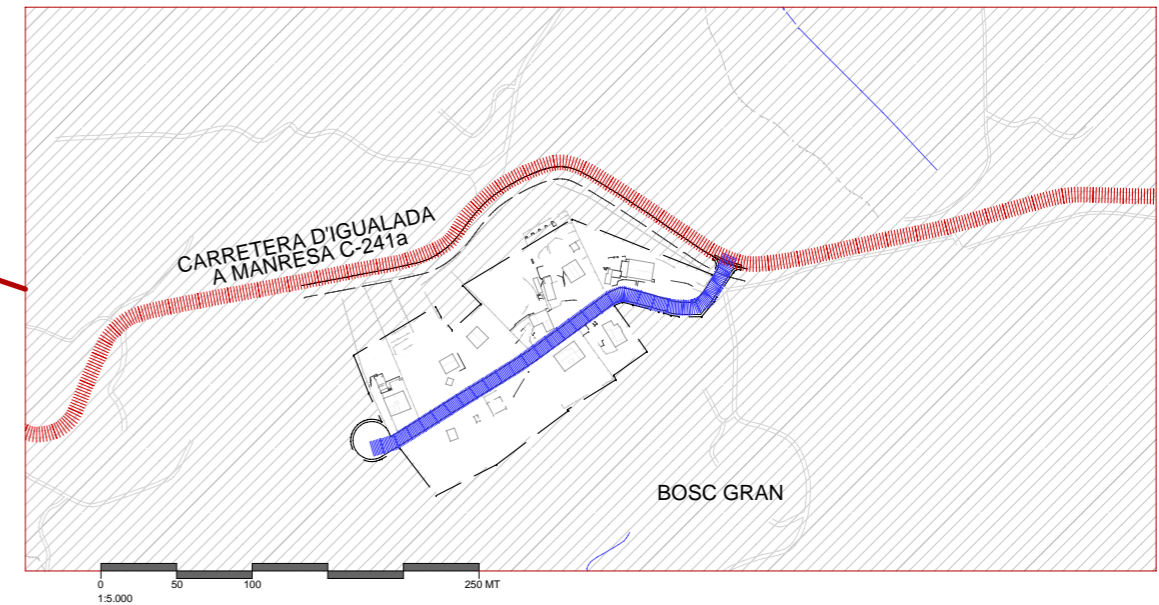 CARRETERA D'IGUALADA
A MANRESA C-241a
BOSC GRAN
0 50 100 250 MT
1:5.000